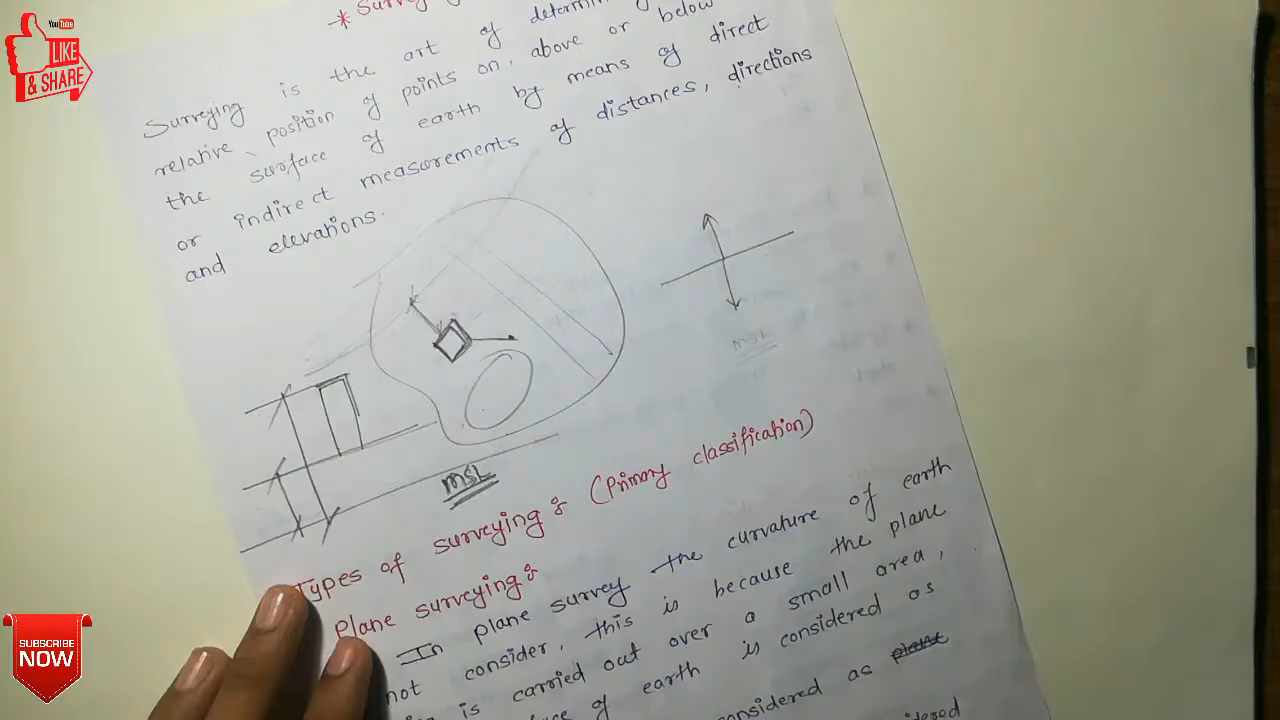 YouTube
LIKE
& SHARE
* Surveying
Surveying is the art of
relative position of points on, above or below
the surface of earth by means of direct
or indirect measurements of distances, directions
and elevations.
MSL
MSL
Types of surveying: (Primary classification)
Plane surveying:
In plane survey the curvature of earth
not consider, this is because the plane
is carried out over a small area,
of earth is considered as
considered as
SUBSCRIBE
NOW